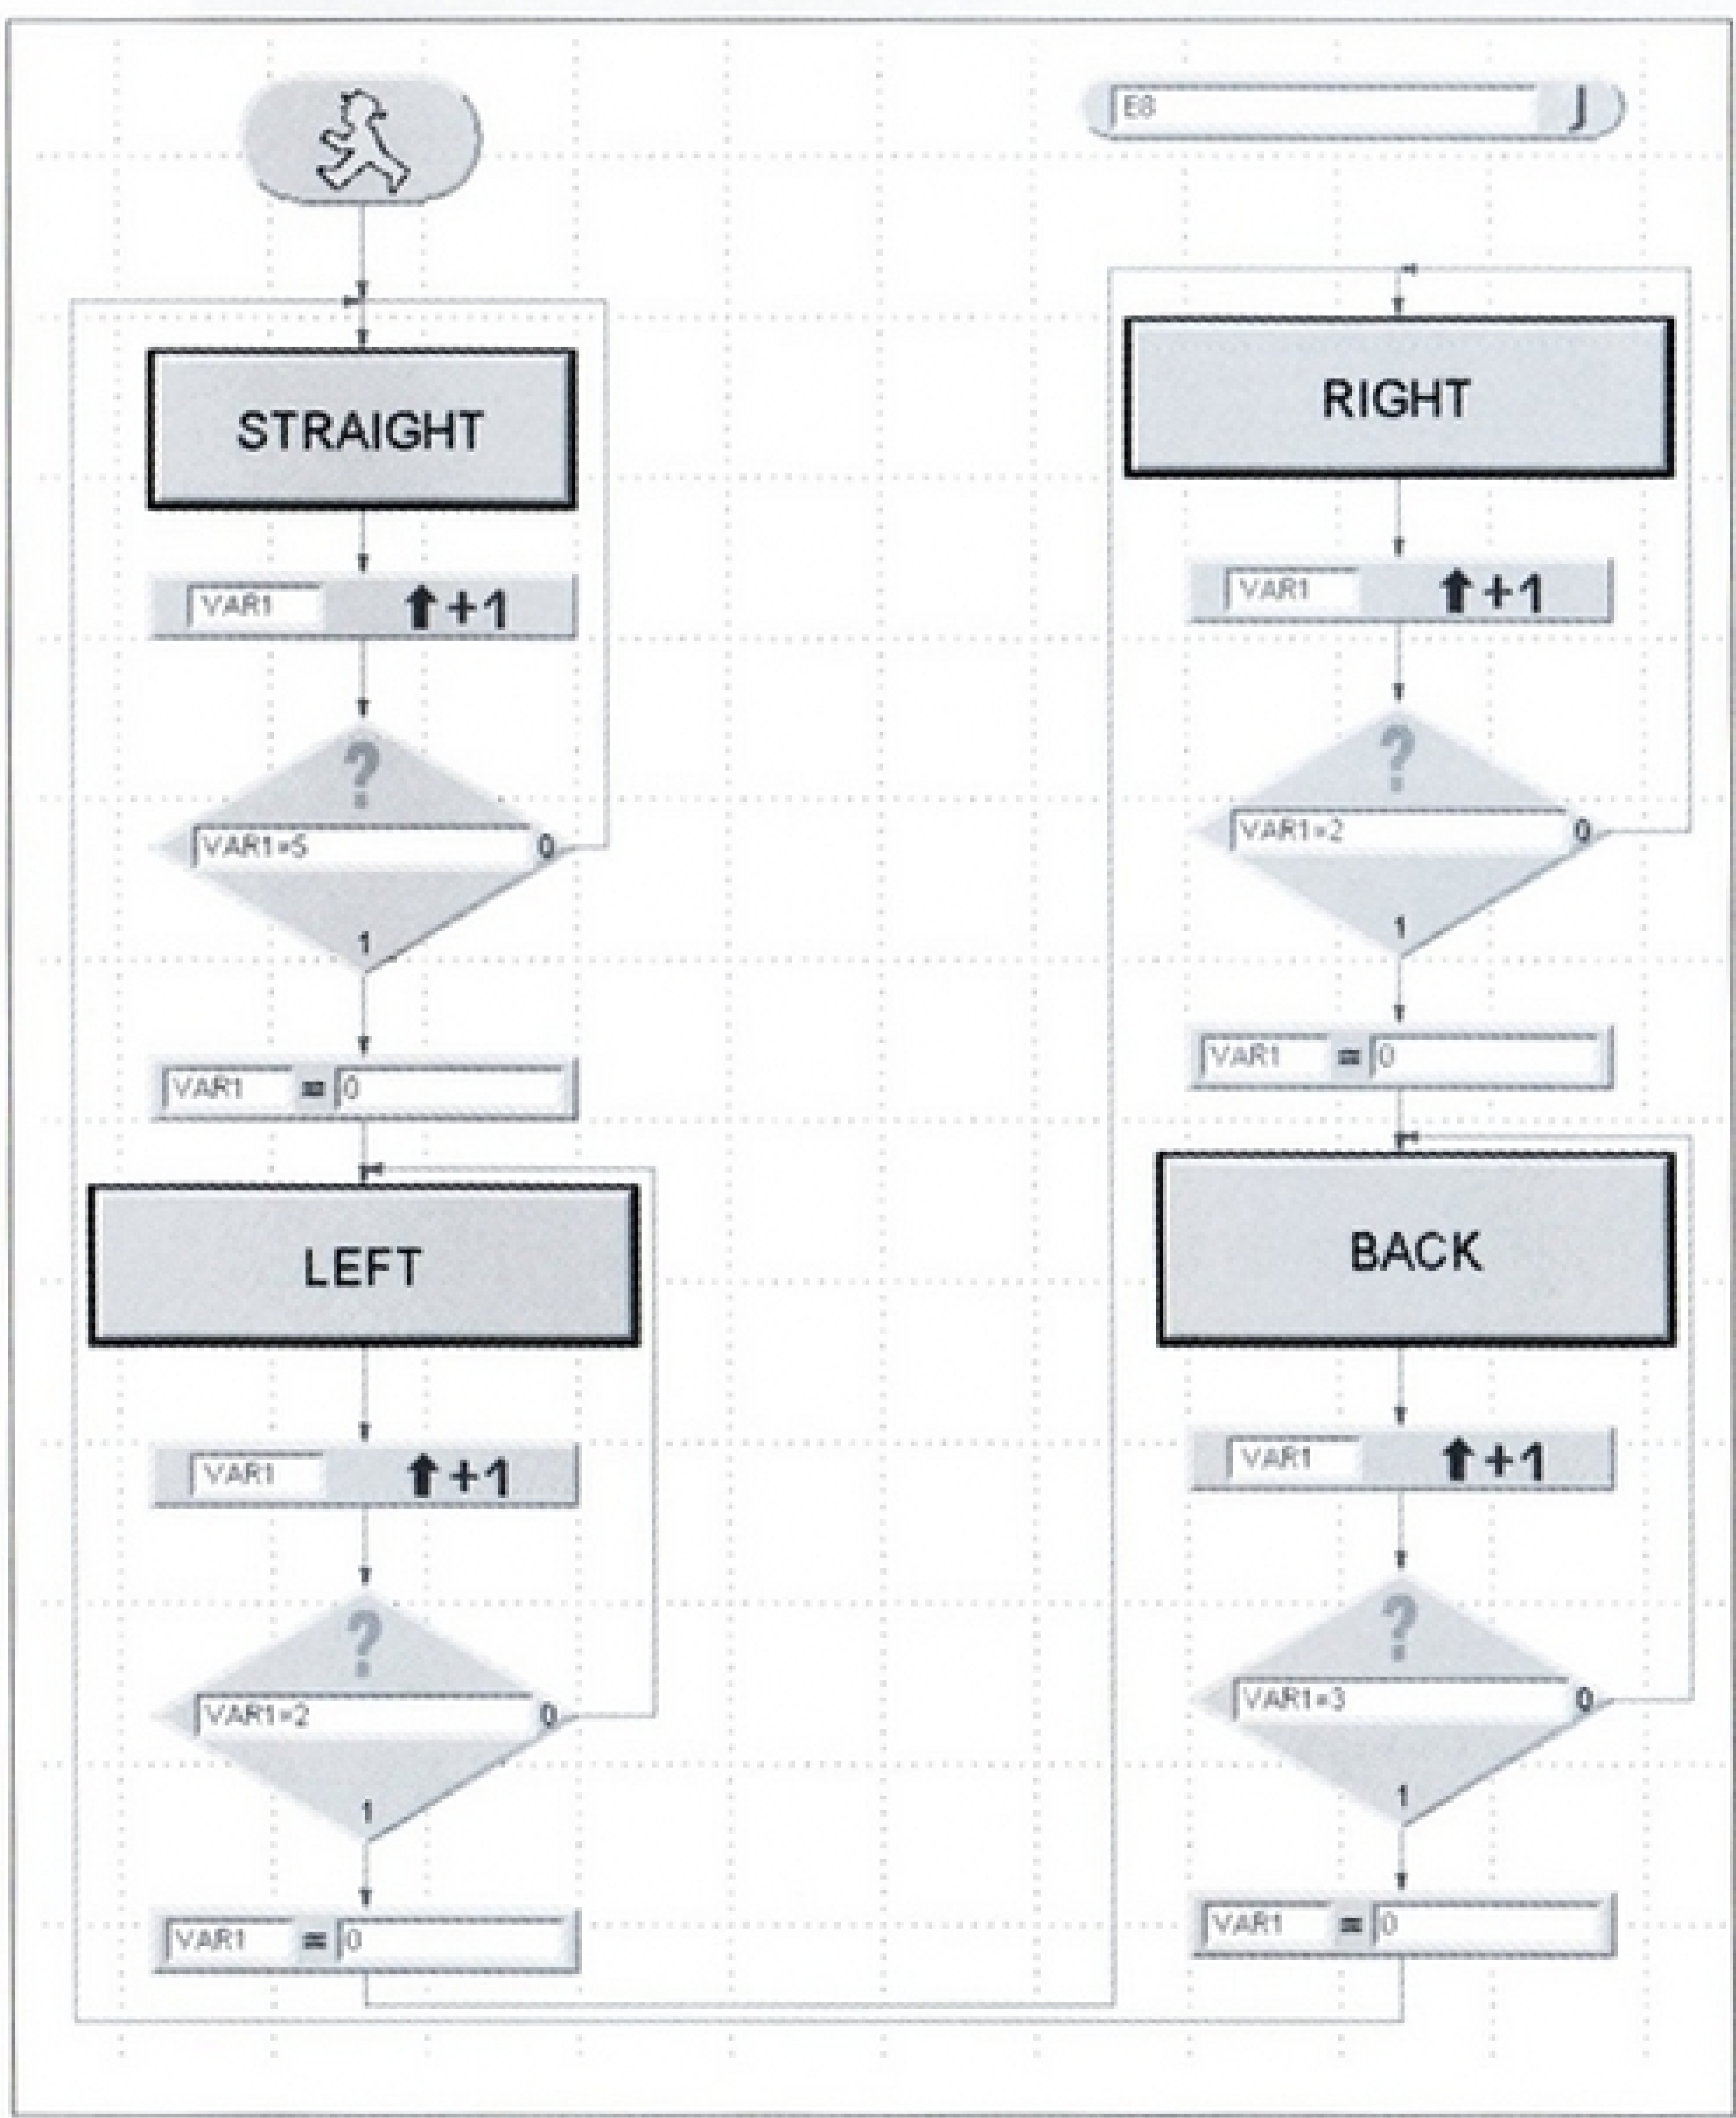 E8 J
STRAIGHT
VAR1 ↑+1
?
VAR1=5 0
1
VAR1 = 0
LEFT
VAR1 ↑+1
?
VAR1=2 0
1
VAR1 = 0
RIGHT
VAR1 ↑+1
?
VAR1=2 0
1
VAR1 = 0
BACK
VAR1 ↑+1
?
VAR1=3 0
1
VAR1 = 0